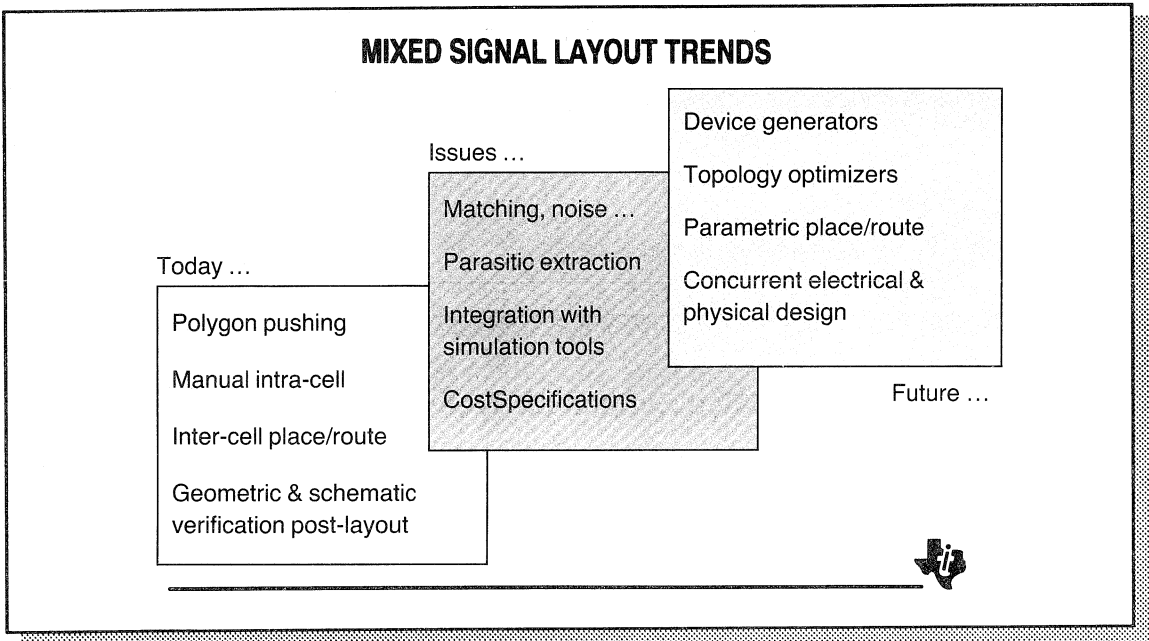 MIXED SIGNAL LAYOUT TRENDS
Today ...
Polygon pushing
Manual intra-cell
Inter-cell place/route
Geometric & schematic
verification post-layout
Issues ...
Matching, noise ...
Parasitic extraction
Integration with
simulation tools
CostSpecifications
Device generators
Topology optimizers
Parametric place/route
Concurrent electrical &
physical design
Future ...